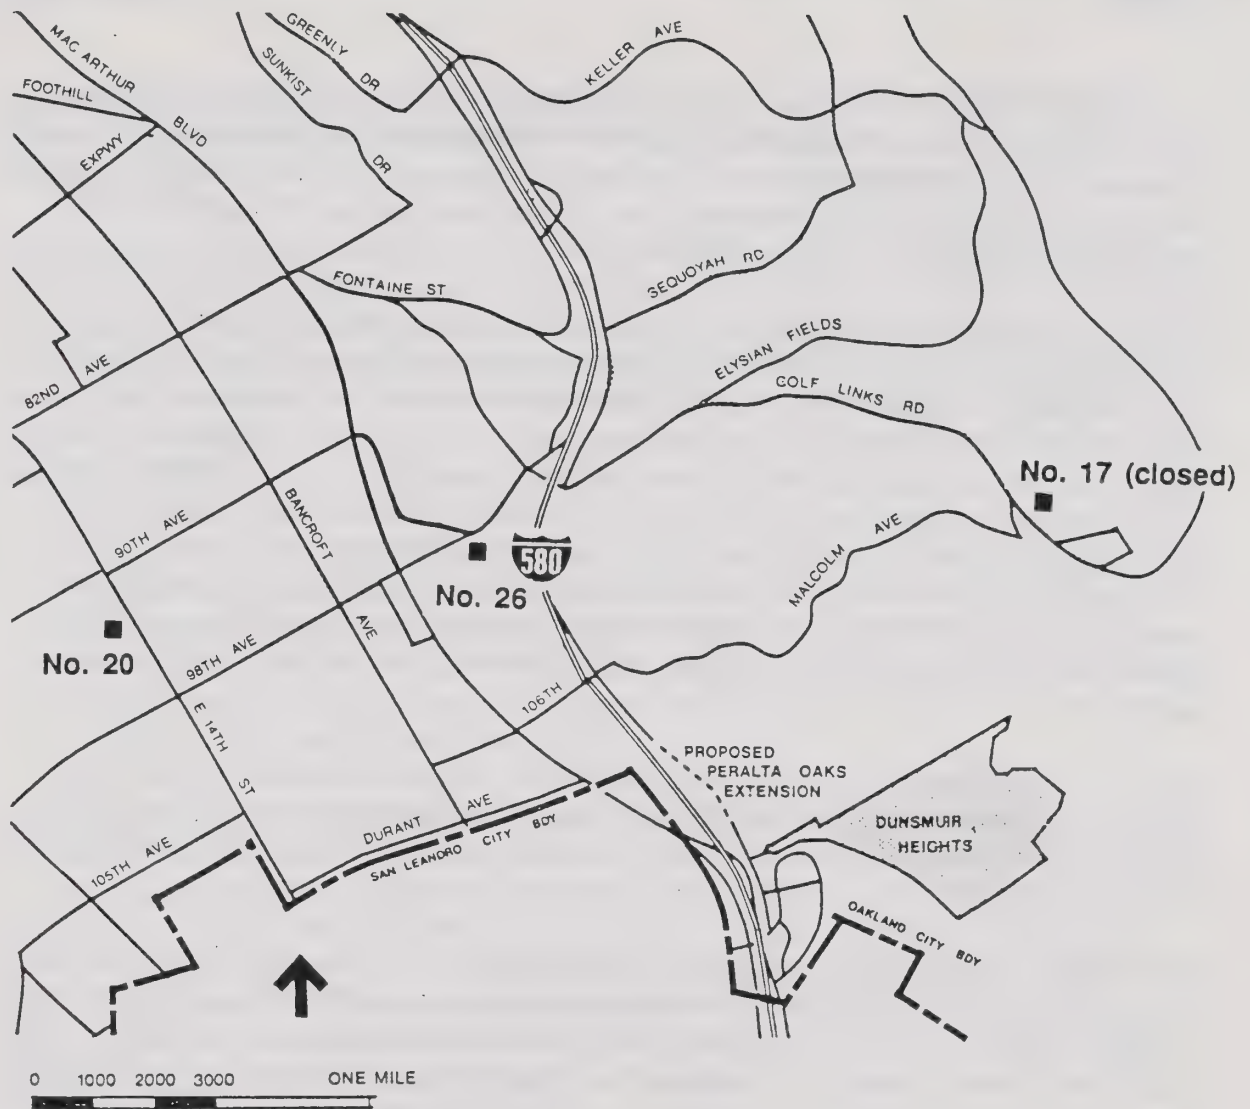 MAC ARTHUR
BLVD
FOOTHILL
EXPWY
GREENLY
DR
SUNKIST
DR
KELLER AVE
FONTAINE ST
SEQUOYAH RD
82ND AVE
ELYSIAN FIELDS
GOLF LINKS RD
No. 17 (closed)
90TH AVE
BANCROFT
AVE
580
No. 26
MALCOLM AVE
No. 20
98TH AVE
E 14TH
ST
106TH
PROPOSED
PERALTA OAKS
EXTENSION
DUNSMUIR
HEIGHTS
DURANT AVE
SAN LEANDRO CITY BDY
105TH AVE
OAKLAND CITY BDY
0 1000 2000 3000 ONE MILE